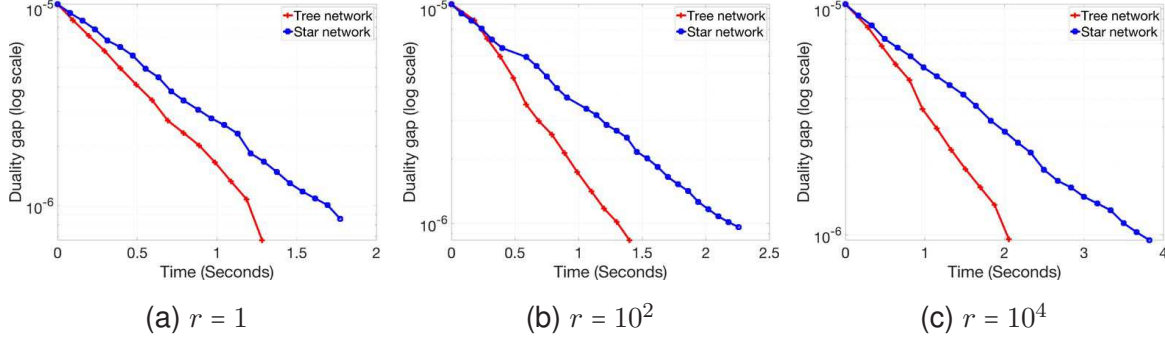 10^-5
Tree network
Star network
Duality gap (log scale)
10^-6
0 0.5 1 1.5 2
Time (Seconds)
(a) r = 1
10^-5
Tree network
Star network
Duality gap (log scale)
10^-6
0 0.5 1 1.5 2 2.5
Time (Seconds)
(b) r = 10^2
10^-5
Tree network
Star network
Duality gap (log scale)
10^-6
0 1 2 3 4
Time (Seconds)
(c) r = 10^4